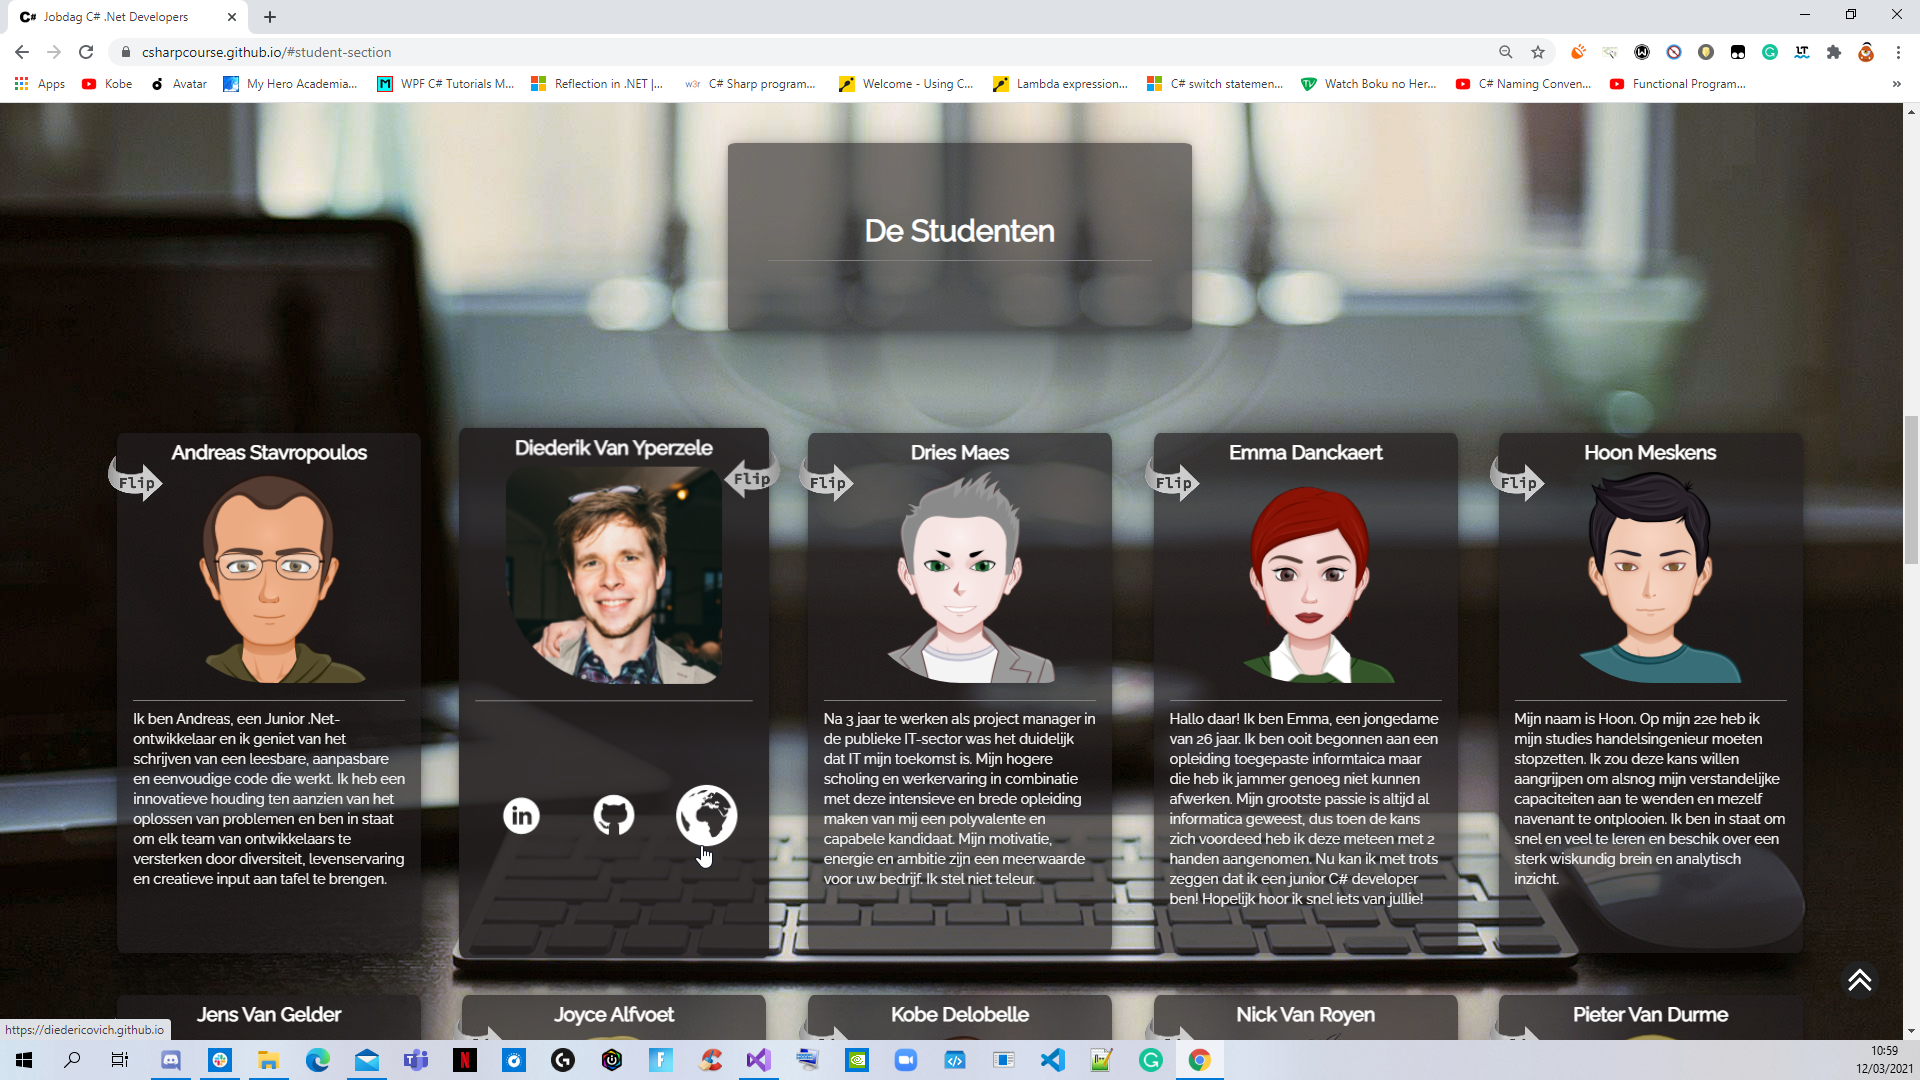 C# Jobdag C# .Net Developers
csharpcourse.github.io/#student-section
Apps
Kobe
Avatar
My Hero Academia...
WPF C# Tutorials M...
Reflection in .NET |...
w3r C# Sharp program...
Welcome - Using C...
Lambda expression...
C# switch statemen...
Watch Boku no Her...
C# Naming Conven...
Functional Program...
De Studenten
Andreas Stavropoulos
Flip
Ik ben Andreas, een Junior .Net-
ontwikkelaar en ik geniet van het
schrijven van een leesbare, aanpasbare
en eenvoudige code die werkt. Ik heb een
innovatieve houding ten aanzien van het
oplossen van problemen en ben in staat
om elk team van ontwikkelaars te
versterken door diversiteit, levenservaring
en creatieve input aan tafel te brengen.
Diederik Van Yperzele
Flip
in
Dries Maes
Flip
Na 3 jaar te werken als project manager in
de publieke IT-sector was het duidelijk
dat IT mijn toekomst is. Mijn hogere
scholing en werkervaring in combinatie
met deze intensieve en brede opleiding
maken van mij een polyvalente en
capabele kandidaat. Mijn motivatie,
energie en ambitie zijn een meerwaarde
voor uw bedrijf. Ik stel niet teleur.
Emma Danckaert
Flip
Hallo daar! Ik ben Emma, een jongedame
van 26 jaar. Ik ben ooit begonnen aan een
opleiding toegepaste informtaica maar
die heb ik jammer genoeg niet kunnen
afwerken. Mijn grootste passie is altijd al
informatica geweest, dus toen de kans
zich voordeed heb ik deze meteen met 2
handen aangenomen. Nu kan ik met trots
zeggen dat ik een junior C# developer
ben! Hopelijk hoor ik snel iets van jullie!
Hoon Meskens
Flip
Mijn naam is Hoon. Op mijn 22e heb ik
mijn studies handelsingenieur moeten
stopzetten. Ik zou deze kans willen
aangrijpen om alsnog mijn verstandelijke
capaciteiten aan te wenden en mezelf
navenant te ontplooien. Ik ben in staat om
snel en veel te leren en beschik over een
sterk wiskundig brein en analytisch
inzicht.
Jens Van Gelder
Joyce Alfvoet
Kobe Delobelle
Nick Van Royen
Pieter Van Durme
https://diedericovich.github.io
10:59
12/03/2021